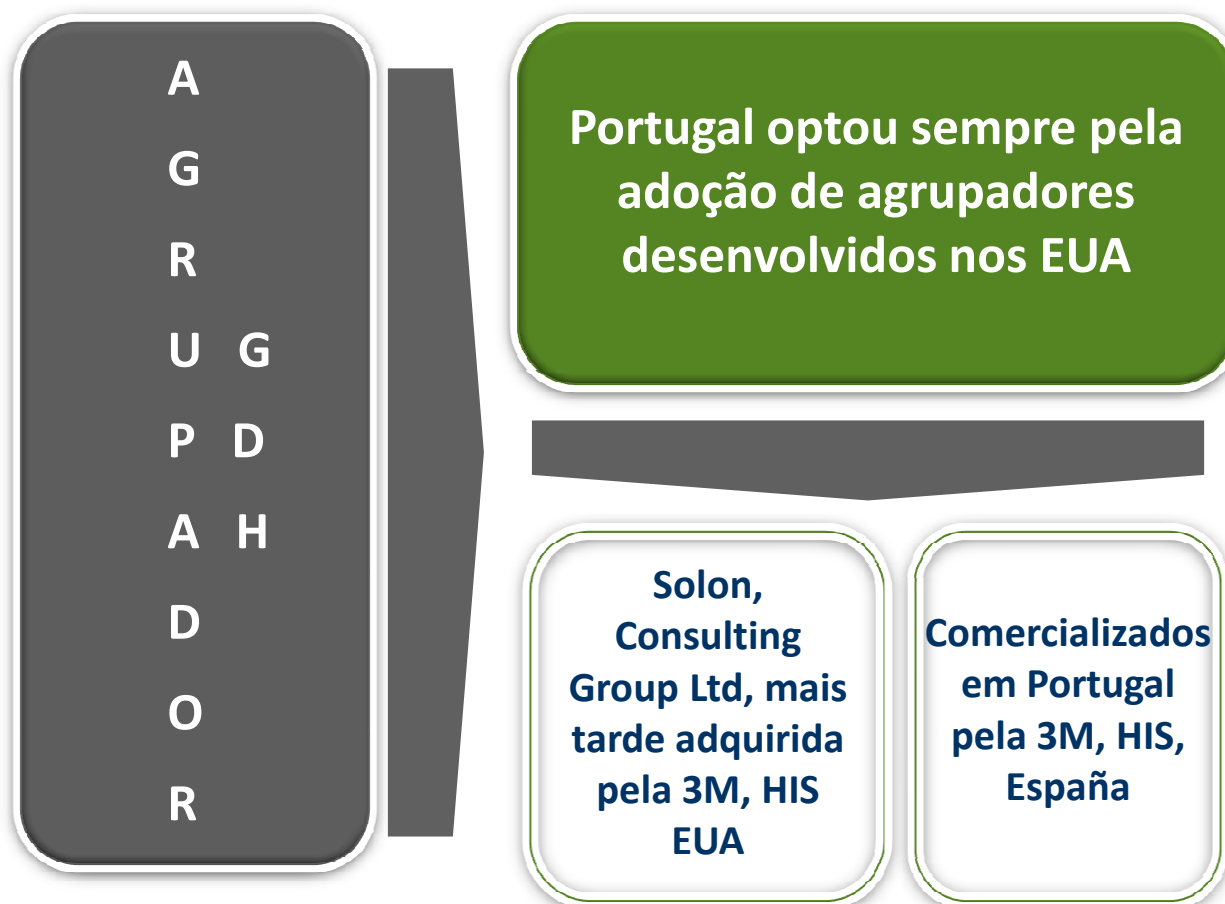 A
G
R
U G
P D
A H
D
O
R
Portugal optou sempre pela
adoção de agrupadores
desenvolvidos nos EUA
Solon,
Consulting
Group Ltd, mais
tarde adquirida
pela 3M, HIS
EUA
Comercializados
em Portugal
pela 3M, HIS,
España